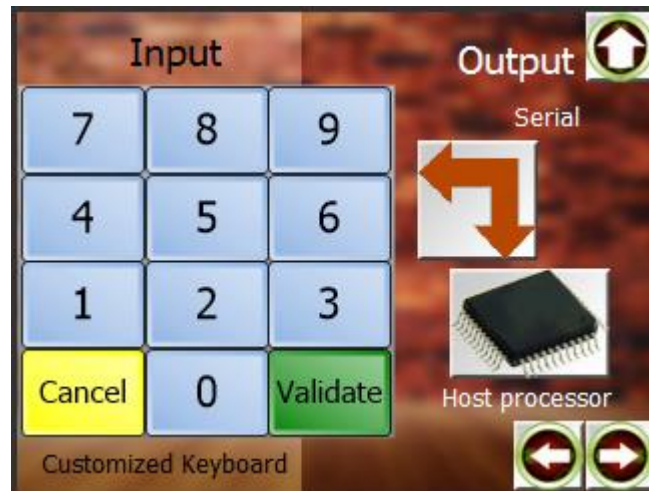 Input
Output
Serial
7 8 9
4 5 6
1 2 3
Cancel 0 Validate
Host processor
Customized Keyboard